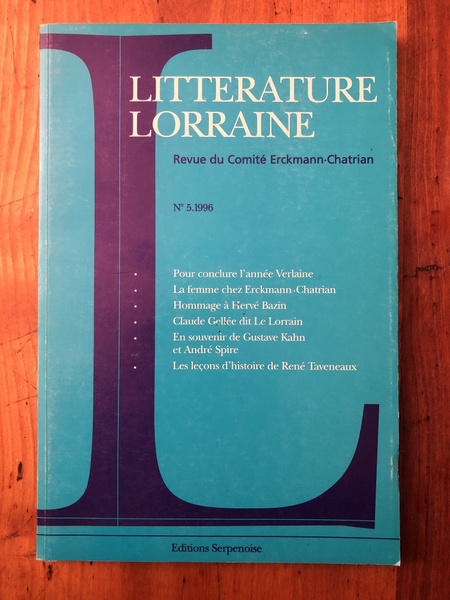 LITTERATURE
LORRAINE
Revue du Comité Erckmann-Chatrian
N° 5.1996
• Pour conclure l'année Verlaine
• La femme chez Erckmann-Chatrian
• Hommage à Hervé Bazin
• Claude Gellée dit Le Lorrain
• En souvenir de Gustave Kahn
et André Spire
• Les leçons d'histoire de René Taveneaux
Editions Serpenoise